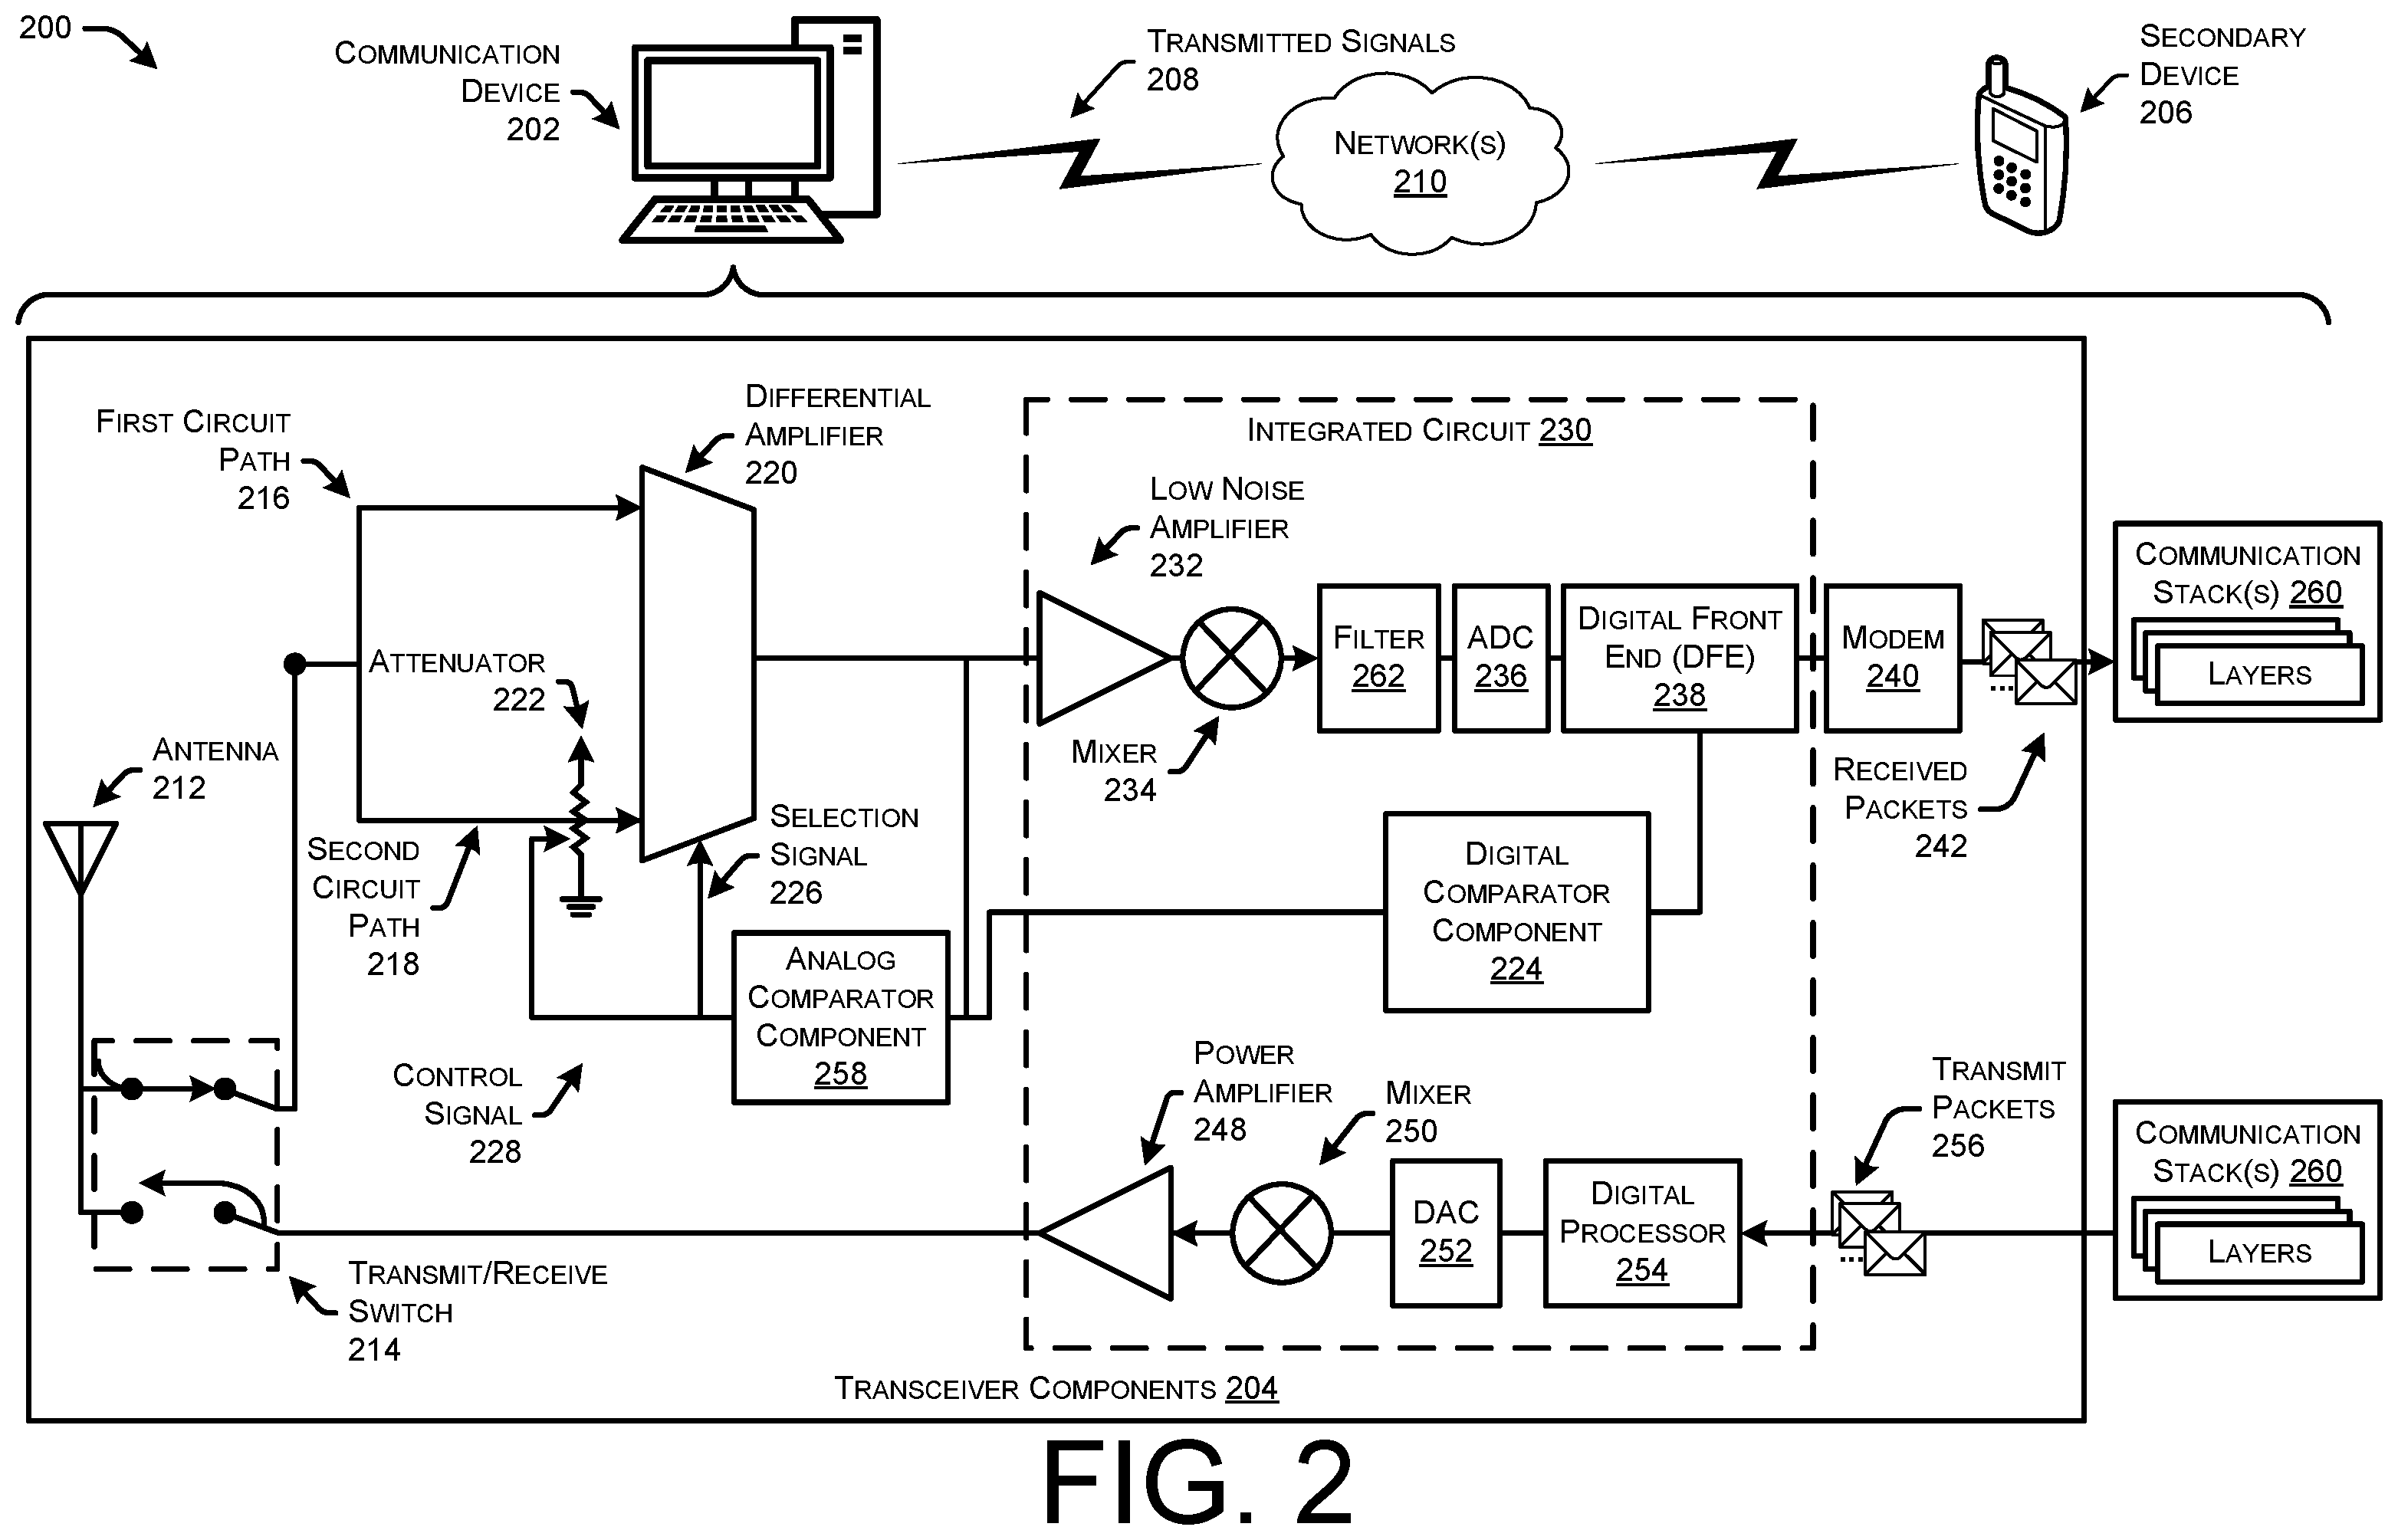 200
Communication
Device
202
Transmitted Signals
208
Network(s)
210
Secondary
Device
206
First Circuit
Path
216
Differential
Amplifier
220
Integrated Circuit 230
Low Noise
Amplifier
232
Attenuator
222
Mixer
234
Filter
262
ADC
236
Digital Front
End (DFE)
238
Modem
240
...
Received
Packets
242
Communication
Stack(s) 260
Layers
Antenna
212
Second
Circuit
Path
218
Selection
Signal
226
Digital
Comparator
Component
224
Analog
Comparator
Component
258
Control
Signal
228
Power
Amplifier
248
Mixer
250
DAC
252
Digital
Processor
254
Transmit
Packets
256
...
Communication
Stack(s) 260
Layers
Transmit/Receive
Switch
214
Transceiver Components 204
FIG. 2